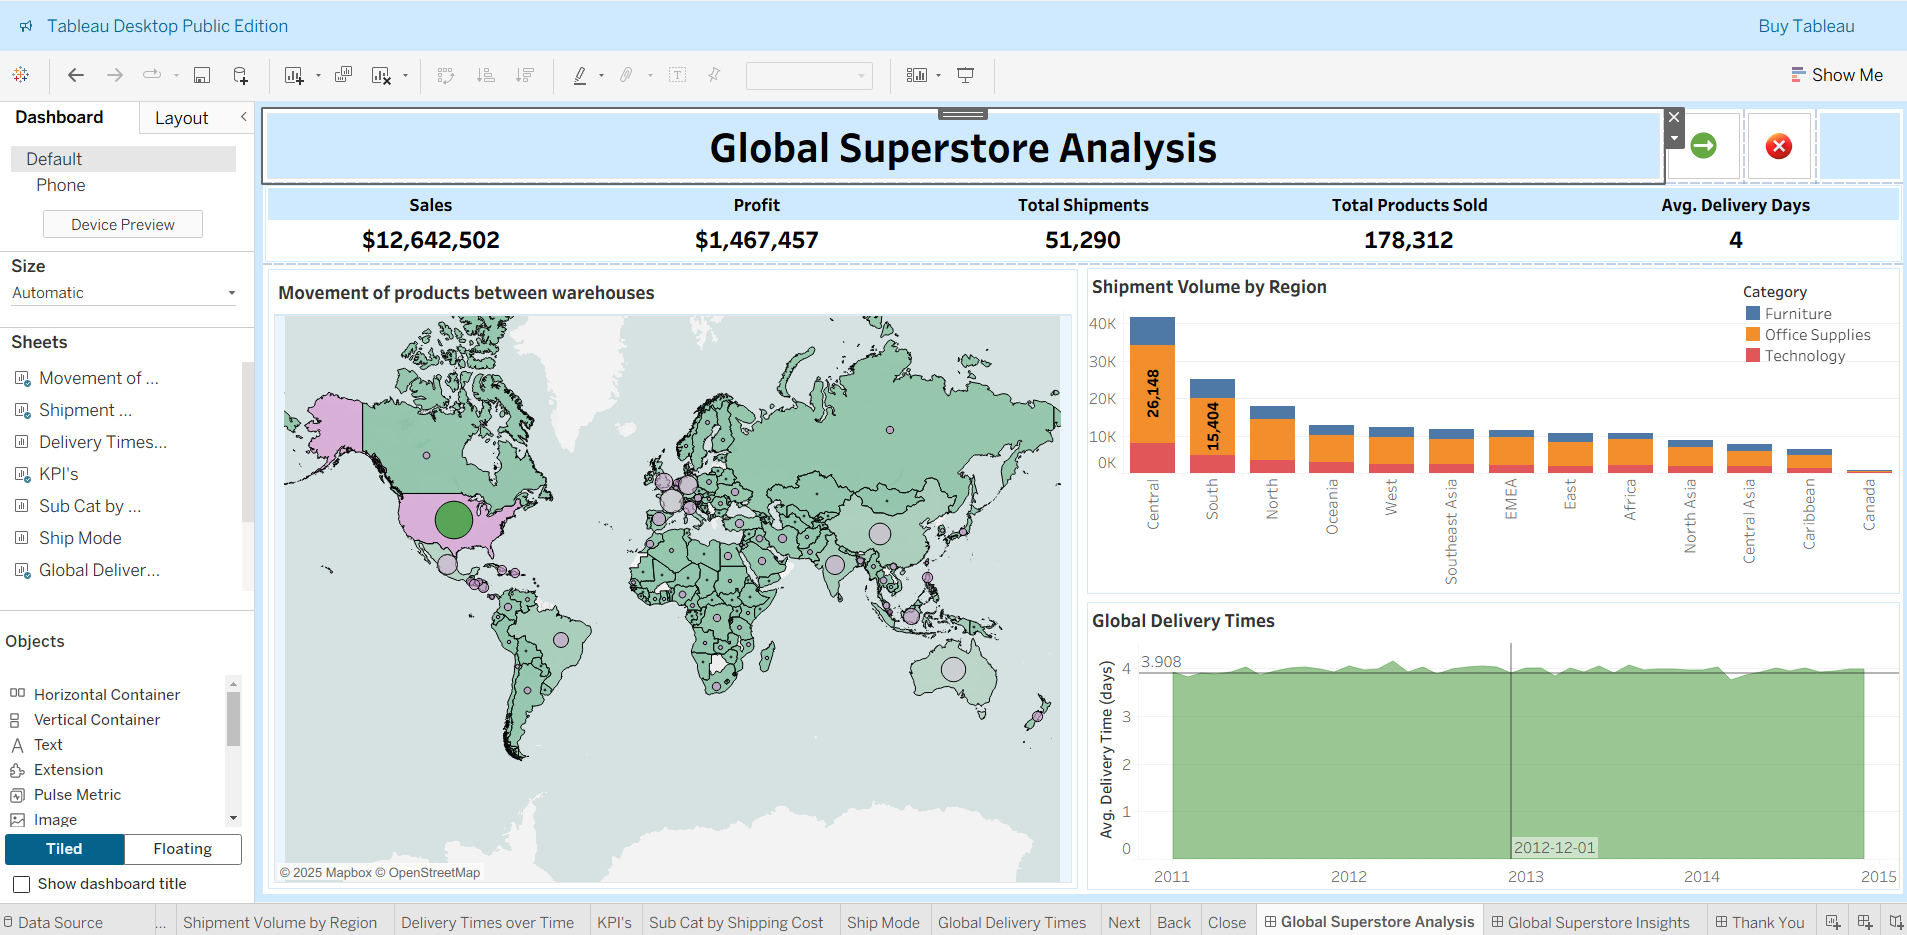 Tableau Desktop Public Edition
Buy Tableau
Show Me
Dashboard
Layout
Default
Phone
Device Preview
Size
Automatic
Sheets
Movement of ...
Shipment ...
Delivery Times...
KPI's
Sub Cat by ...
Ship Mode
Global Deliver...
Objects
Horizontal Container
Vertical Container
Text
Extension
Pulse Metric
Image
Tiled
Floating
Show dashboard title
Global Superstore Analysis
Sales
Profit
Total Shipments
Total Products Sold
Avg. Delivery Days
$12,642,502
$1,467,457
51,290
178,312
4
Movement of products between warehouses
© 2025 Mapbox © OpenStreetMap
Shipment Volume by Region
Category
Furniture
Office Supplies
Technology
40K
30K
20K
10K
0K
26,148
15,404
Central
South
North
Oceania
West
Southeast Asia
EMEA
East
Africa
North Asia
Central Asia
Caribbean
Canada
Global Delivery Times
Avg. Delivery Time (days)
4
3
2
1
0
3.908
2012-12-01
2011
2012
2013
2014
2015
Data Source
...
Shipment Volume by Region
Delivery Times over Time
KPI's
Sub Cat by Shipping Cost
Ship Mode
Global Delivery Times
Next
Back
Close
Global Superstore Analysis
Global Superstore Insights
Thank You